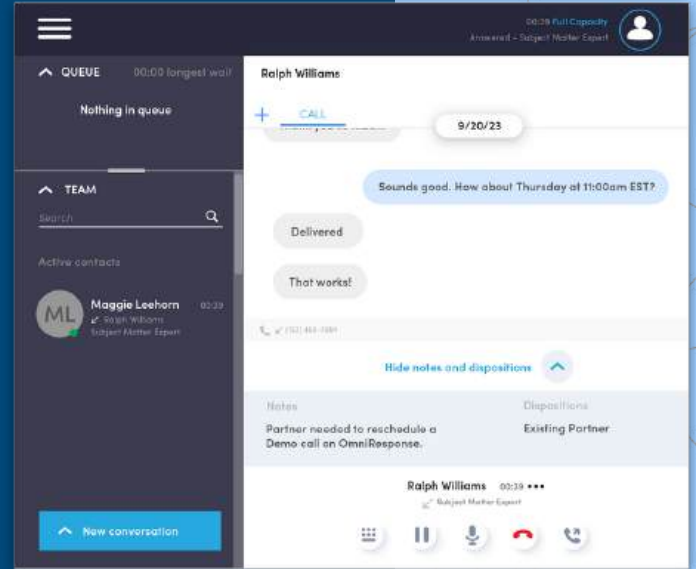 00:39 Full Capacity
Answered - Subject Matter Expert
QUEUE 00:00 longest wait
Nothing in queue
TEAM
Search
Active contacts
ML
Maggie Leehorn 00:39
Ralph Williams
Subject Matter Expert
Ralph Williams
+ CALL
9/20/23
Sounds good. How about Thursday at 11:00am EST?
Delivered
That works!
Hide notes and dispositions
Notes Dispositions
Partner needed to reschedule a Existing Partner
Demo call on OmniResponse.
Ralph Williams 00:39 •••
Subject Matter Expert
New conversation